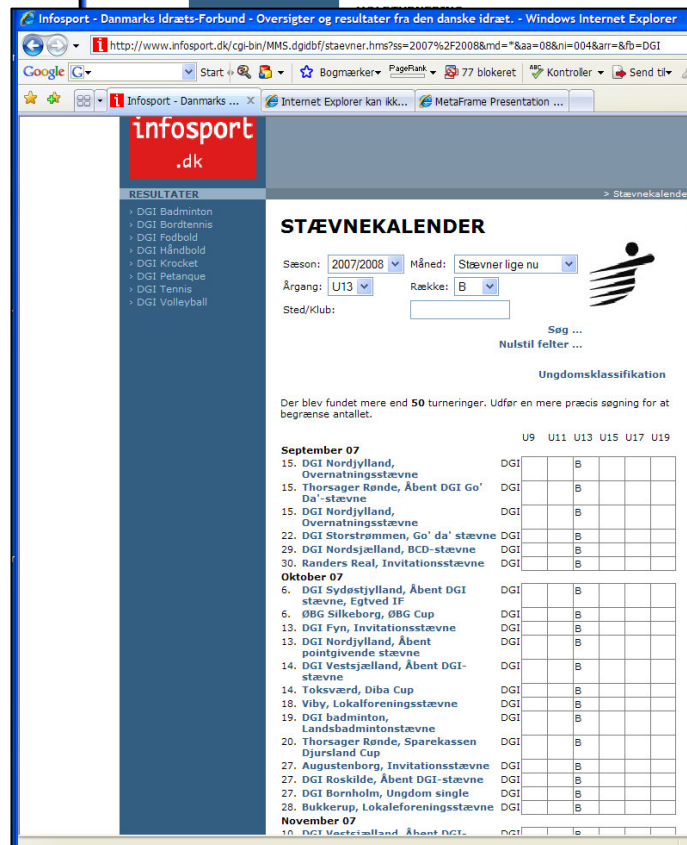 Infosport - Danmarks Idræts-Forbund - Oversigter og resultater fra den danske idræt. - Windows Internet Explorer
http://www.infosport.dk/cgi-bin/MMS.dgidbf/staevner.hms?ss=2007%2F2008&md=*&aa=08&ni=004&arr=&fb=DGI
Google G Start Bogmærker PageRank 77 blokeret Kontroller Send til
Infosport - Danmarks ... X Internet Explorer kan ikk... MetaFrame Presentation ...
infosport
.dk
RESULTATER > Stævnekalende
› DGI Badminton
› DGI Bordtennis
› DGI Fodbold
› DGI Håndbold
› DGI Krocket
› DGI Petanque
› DGI Tennis
› DGI Volleyball
STÆVNEKALENDER
Sæson: 2007/2008 Måned: Stævner lige nu
Årgang: U13 Række: B
Sted/Klub:
Søg ...
Nulstil felter ...
Ungdomsklassifikation
Der blev fundet mere end 50 turneringer. Udfør en mere præcis søgning for at
begrænse antallet.
U9 U11 U13 U15 U17 U19
September 07
15. DGI Nordjylland, DGI B
Overnatningsstævne
15. Thorsager Rønde, Åbent DGI Go' DGI B
Da'-stævne
15. DGI Nordjylland, DGI B
Overnatningsstævne
22. DGI Storstrømmen, Go' da' stævne DGI B
29. DGI Nordsjælland, BCD-stævne DGI B
30. Randers Real, Invitationsstævne DGI B
Oktober 07
6. DGI Sydøstjylland, Åbent DGI DGI B
stævne, Egtved IF
6. ØBG Silkeborg, ØBG Cup DGI B
13. DGI Fyn, Invitationsstævne DGI B
13. DGI Nordjylland, Åbent DGI B
pointgivende stævne
14. DGI Vestsjælland, Åbent DGI- DGI B
stævne
14. Toksværd, Diba Cup DGI B
18. Viby, Lokalforeningsstævne DGI B
19. DGI badminton, DGI B
Landsbadmintonstævne
20. Thorsager Rønde, Sparekassen DGI B
Djursland Cup
27. Augustenborg, Invitationsstævne DGI B
27. DGI Roskilde, Åbent DGI-stævne DGI B
27. DGI Bornholm, Ungdom single DGI B
28. Bukkerup, Lokaleforeningsstævne DGI B
November 07
10. DGI Vestsjælland, Åbent DGI- DGI B